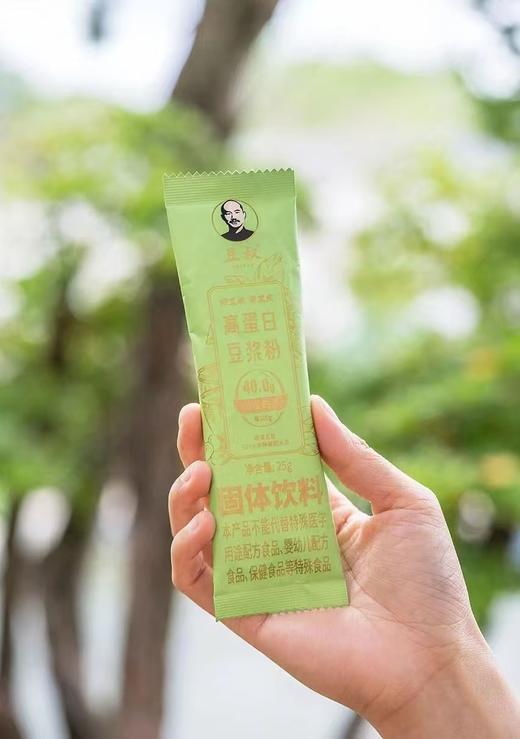 豆叔
高蛋白
豆浆粉
40.0g
净含量:25g
固体饮料
本产品不能代替特殊医学
用途配方食品、婴幼儿配方
食品、保健食品等特殊食品